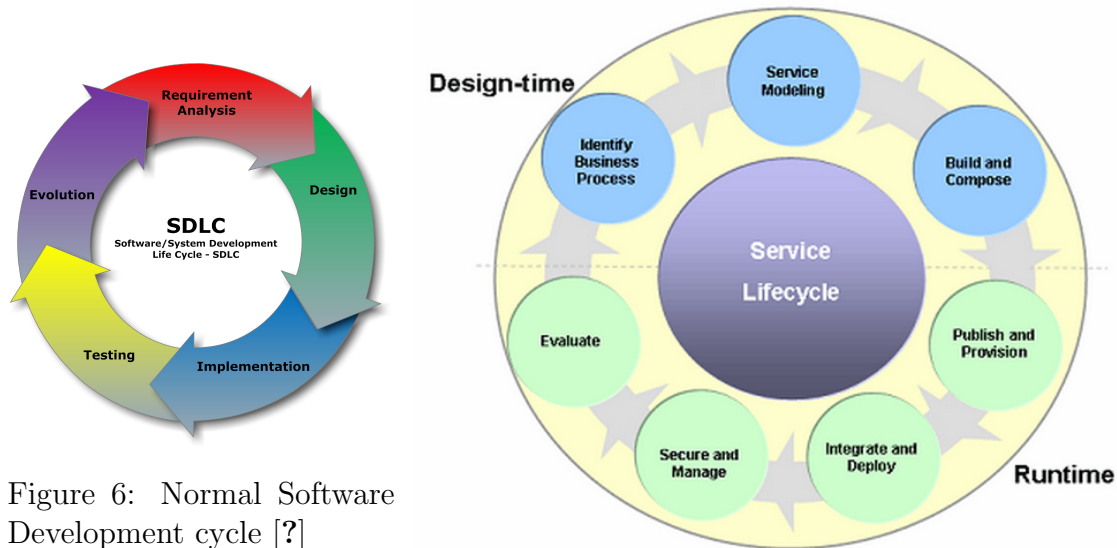 Requirement
Analysis
Design
Implementation
Testing
Evolution
SDLC
Software/System Development
Life Cycle - SDLC
Figure 6: Normal Software
Development cycle [?]
Design-time
Service
Modeling
Identify
Business
Process
Build and
Compose
Service
Lifecycle
Evaluate
Publish and
Provision
Secure and
Manage
Integrate and
Deploy
Runtime